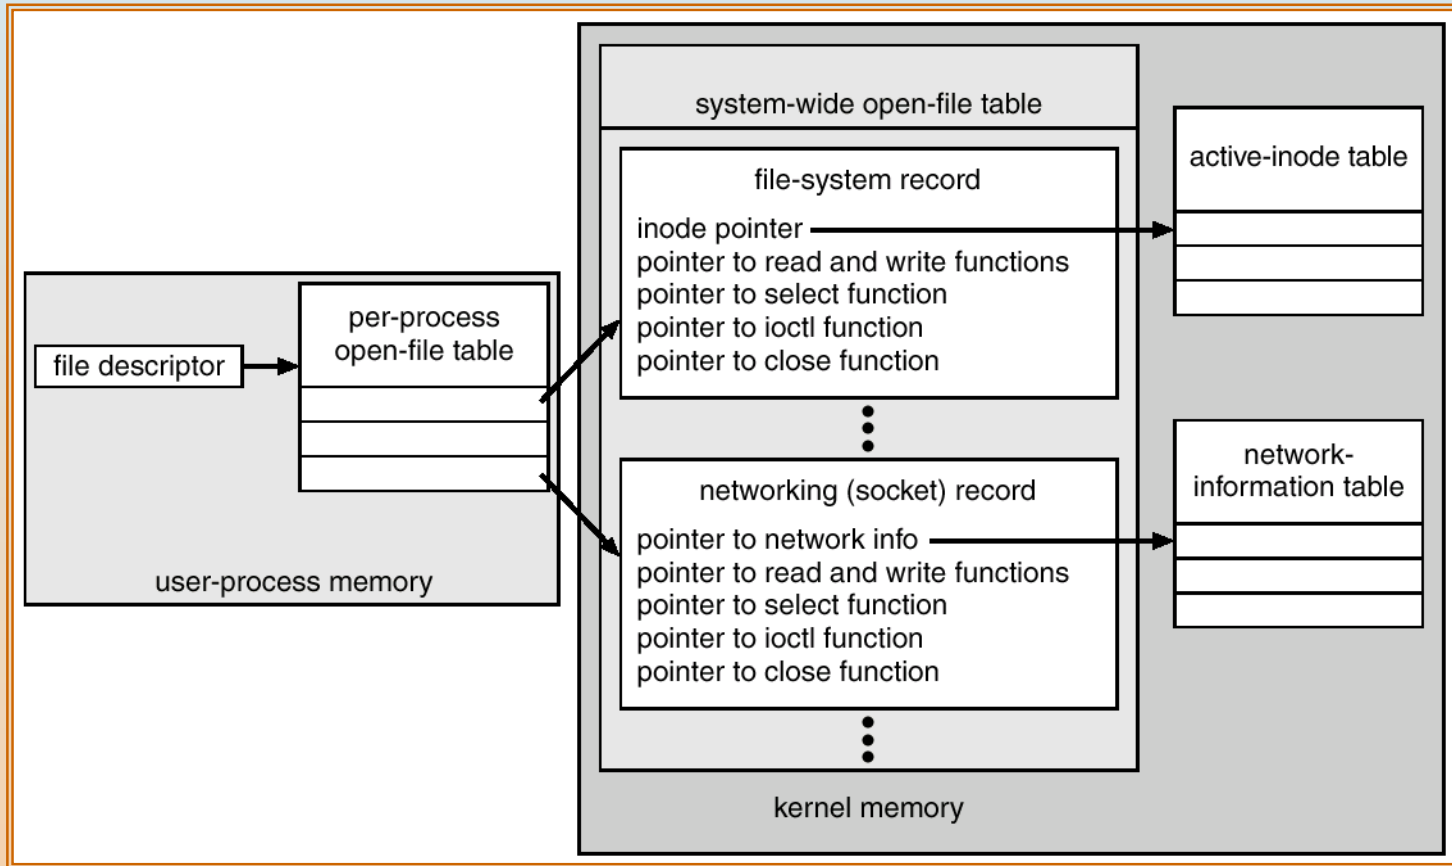 system-wide open-file table
file-system record
inode pointer
pointer to read and write functions
pointer to select function
pointer to ioctl function
pointer to close function
active-inode table
per-process
open-file table
file descriptor
user-process memory
networking (socket) record
pointer to network info
pointer to read and write functions
pointer to select function
pointer to ioctl function
pointer to close function
network-
information table
kernel memory